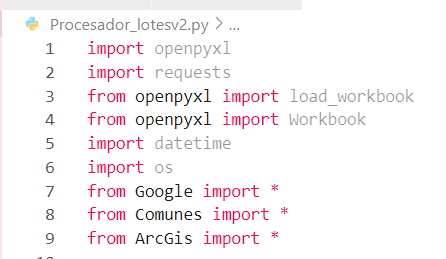 Procesador_lotesv2.py > ...
1 import openpyxl
2 import requests
3 from openpyxl import load_workbook
4 from openpyxl import Workbook
5 import datetime
6 import os
7 from Google import *
8 from Comunes import *
9 from ArcGis import *